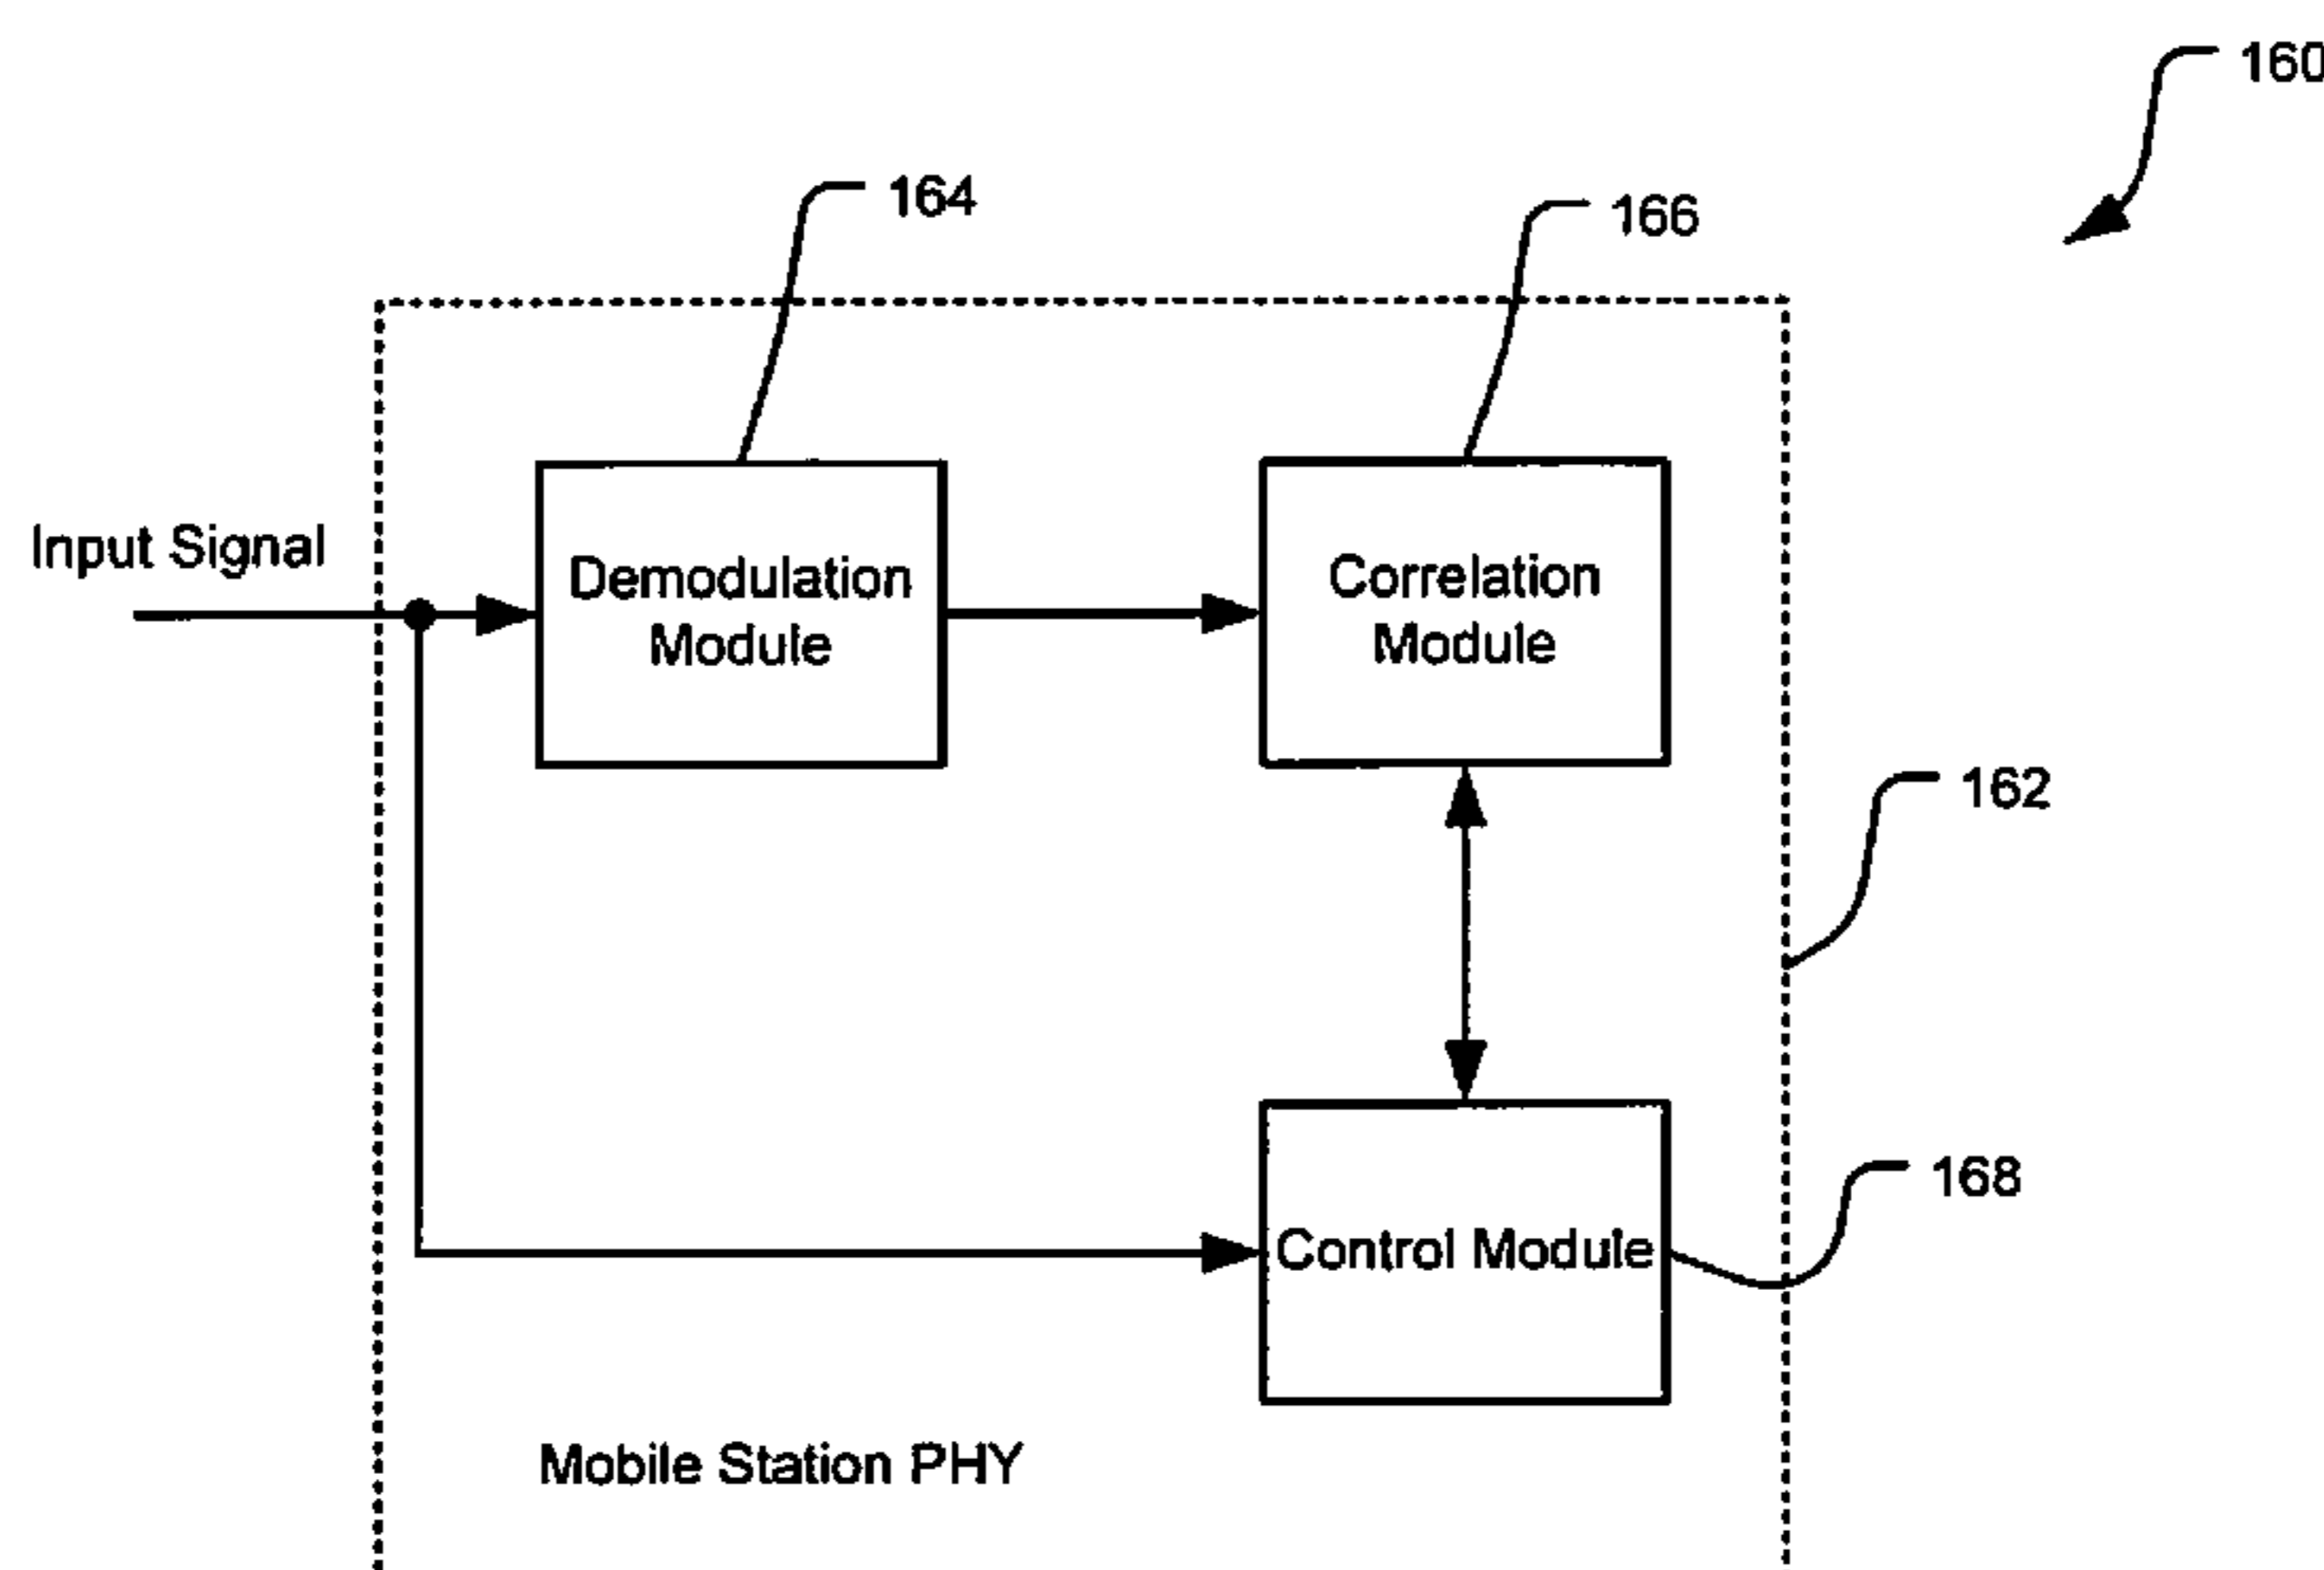 160
164
166
Input Signal
Demodulation
Module
Correlation
Module
162
168
Control Module
Mobile Station PHY